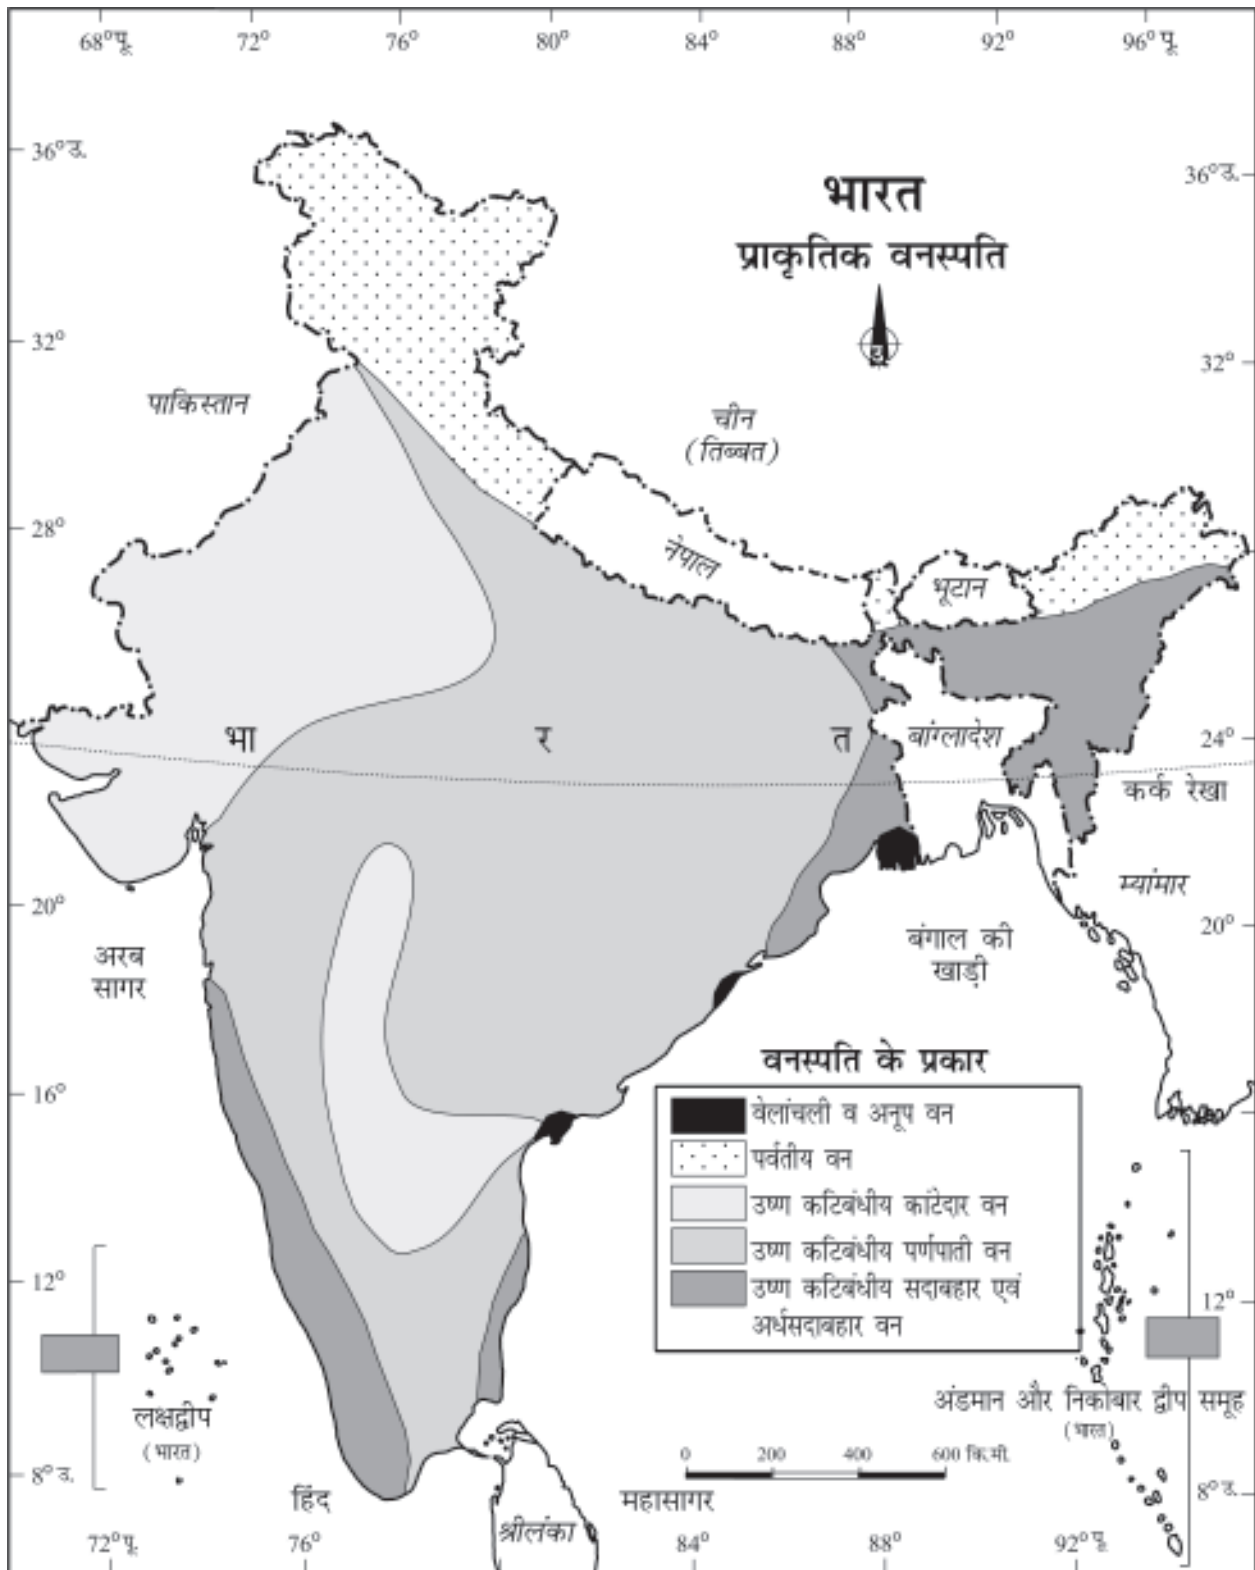 68°पू.
72°
76°
80°
84°
88°
92°
96°पू.
36°उ.
36°उ.
भारत
प्राकृतिक वनस्पति
उ
32°
32°
पाकिस्तान
चीन
(तिब्बत)
28°
नेपाल
भूटान
भा
र
त
बांग्लादेश
24°
कर्क रेखा
म्यांमार
20°
20°
अरब
सागर
बंगाल की
खाड़ी
वनस्पति के प्रकार
16°
वेलांचली व अनूप वन
पर्वतीय वन
उष्ण कटिबंधीय कांटेदार वन
उष्ण कटिबंधीय पर्णपाती वन
उष्ण कटिबंधीय सदाबहार एवं
अर्धसदाबहार वन
12°
12°
लक्षद्वीप
(भारत)
अंडमान और निकोबार द्वीप समूह
(भारत)
0
200
400
600 कि.मी.
8°उ.
8°उ.
हिंद
महासागर
श्रीलंका
72°पू.
76°
84°
88°
92°पू.